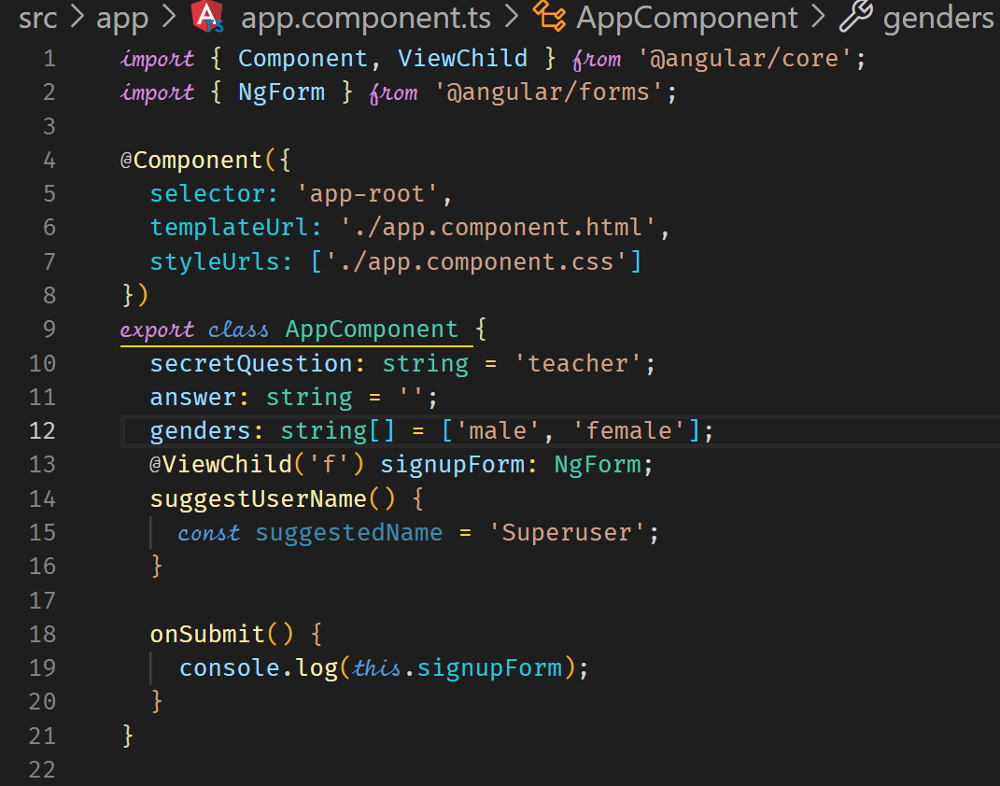 src > app > app.component.ts > AppComponent > genders
1 import { Component, ViewChild } from '@angular/core';
2 import { NgForm } from '@angular/forms';
3
4 @Component({
5   selector: 'app-root',
6   templateUrl: './app.component.html',
7   styleUrls: ['./app.component.css']
8 })
9 export class AppComponent {
10   secretQuestion: string = 'teacher';
11   answer: string = '';
12   genders: string[] = ['male', 'female'];
13   @ViewChild('f') signupForm: NgForm;
14   suggestUserName() {
15     const suggestedName = 'Superuser';
16   }
17
18   onSubmit() {
19     console.log(this.signupForm);
20   }
21 }
22